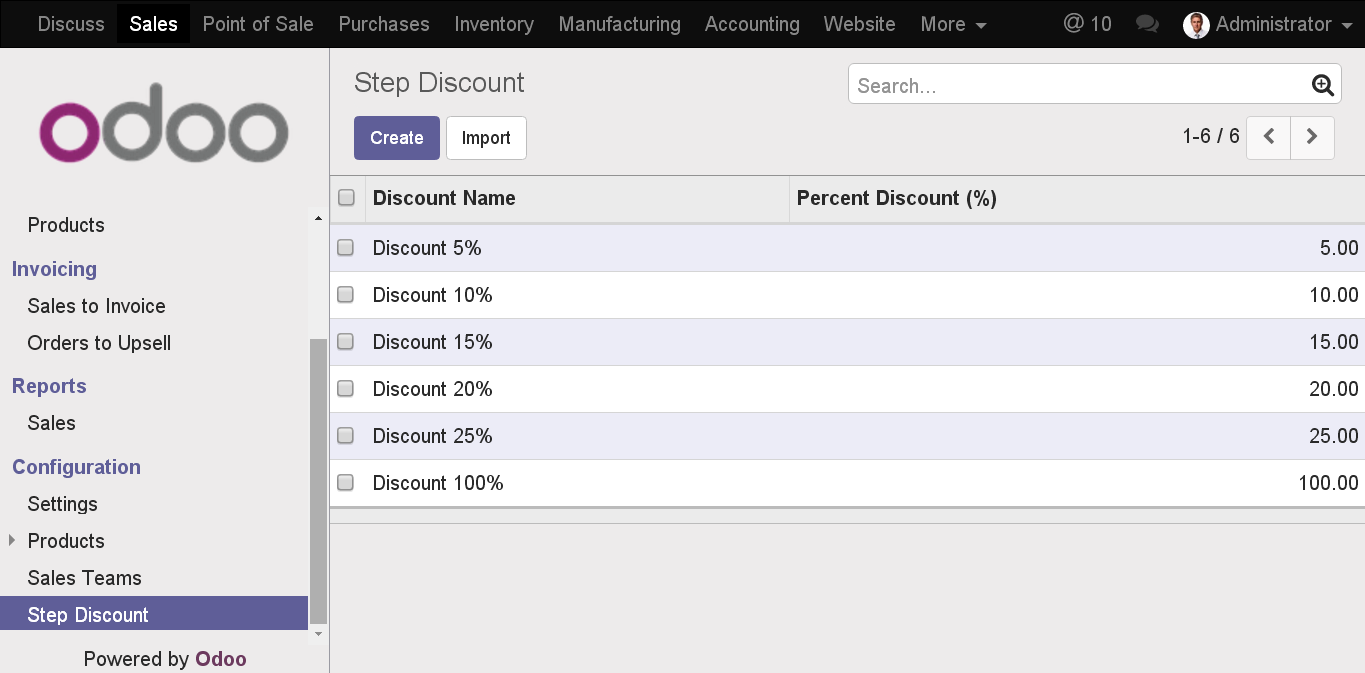 Discuss Sales Point of Sale Purchases Inventory Manufacturing Accounting Website More @ 10 Administrator
odoo
Products
Invoicing
Sales to Invoice
Orders to Upsell
Reports
Sales
Configuration
Settings
Products
Sales Teams
Step Discount
Powered by Odoo
Step Discount
Search...
Create Import
1-6 / 6
Discount Name Percent Discount (%)
Discount 5% 5.00
Discount 10% 10.00
Discount 15% 15.00
Discount 20% 20.00
Discount 25% 25.00
Discount 100% 100.00